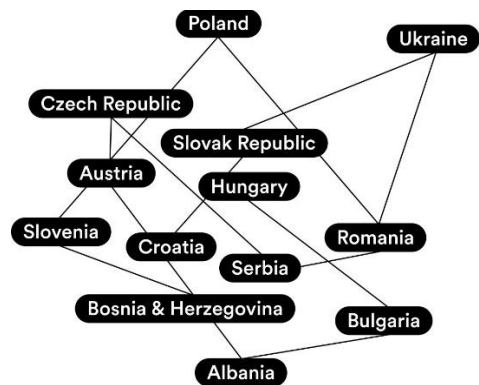 Poland
Ukraine
Czech Republic
Slovak Republic
Austria
Hungary
Slovenia
Croatia
Romania
Serbia
Bosnia & Herzegovina
Bulgaria
Albania